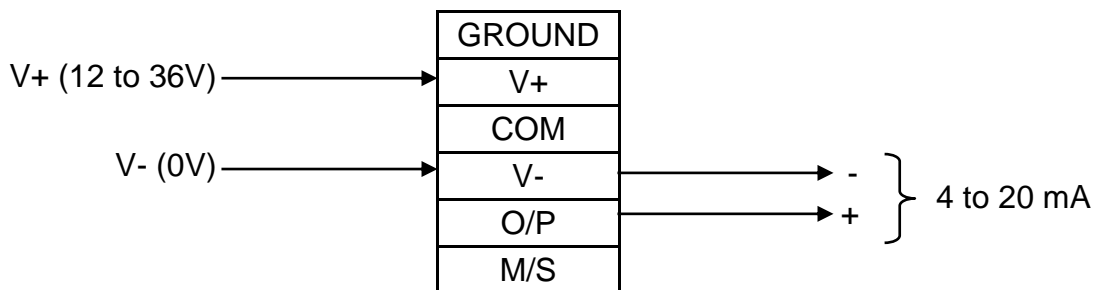 GROUND
V+ (12 to 36V)
V+
COM
V- (0V)
V-
-
4 to 20 mA
O/P
+
M/S